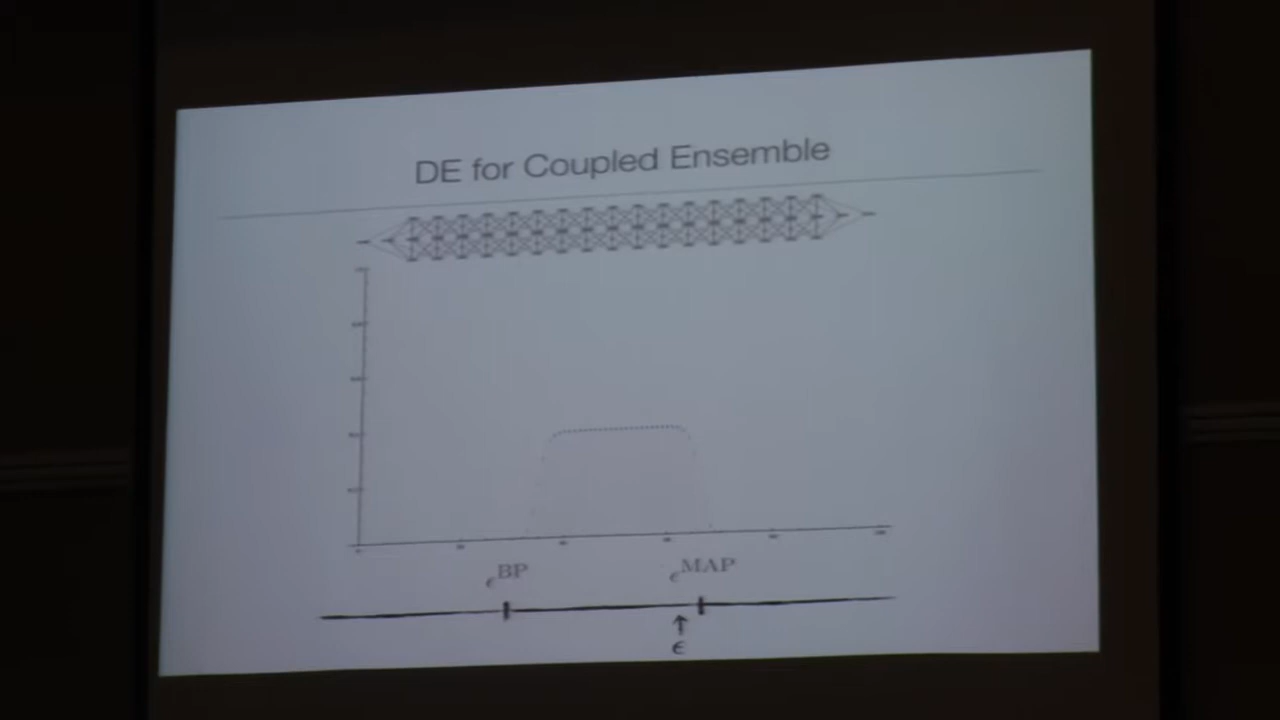 DE for Coupled Ensemble
ϵ^BP ϵ^MAP
↑
ϵ